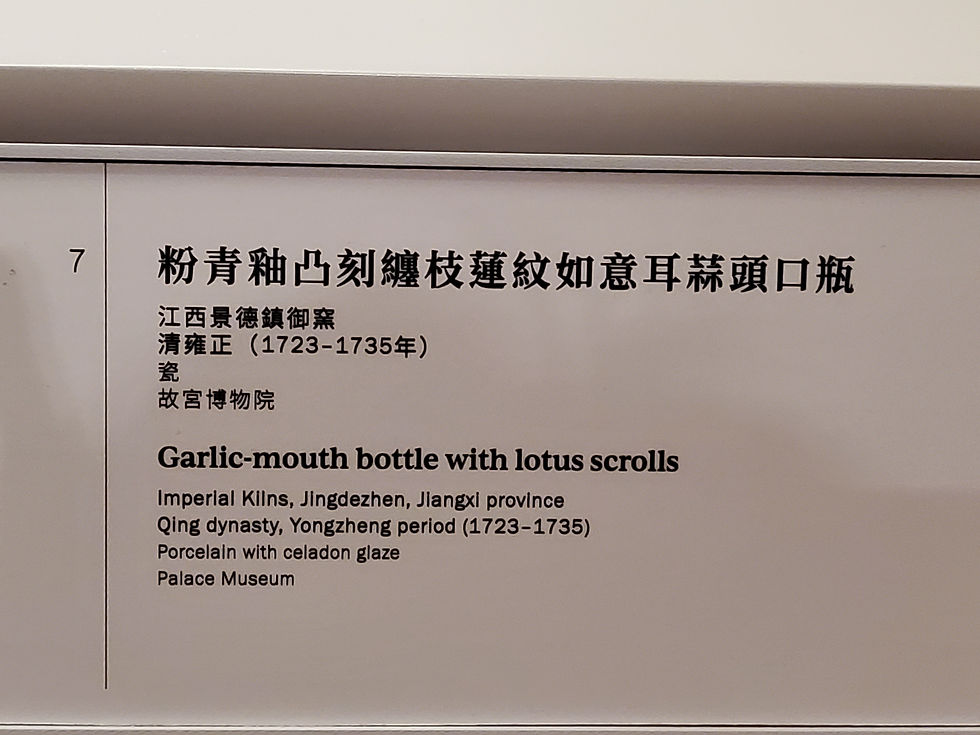 7
粉青釉凸刻纏枝蓮紋如意耳蒜頭口瓶
江西景德鎮御窯
清雍正（1723–1735年）
瓷
故宮博物院
Garlic-mouth bottle with lotus scrolls
Imperial Kilns, Jingdezhen, Jiangxi province
Qing dynasty, Yongzheng period (1723–1735)
Porcelain with celadon glaze
Palace Museum